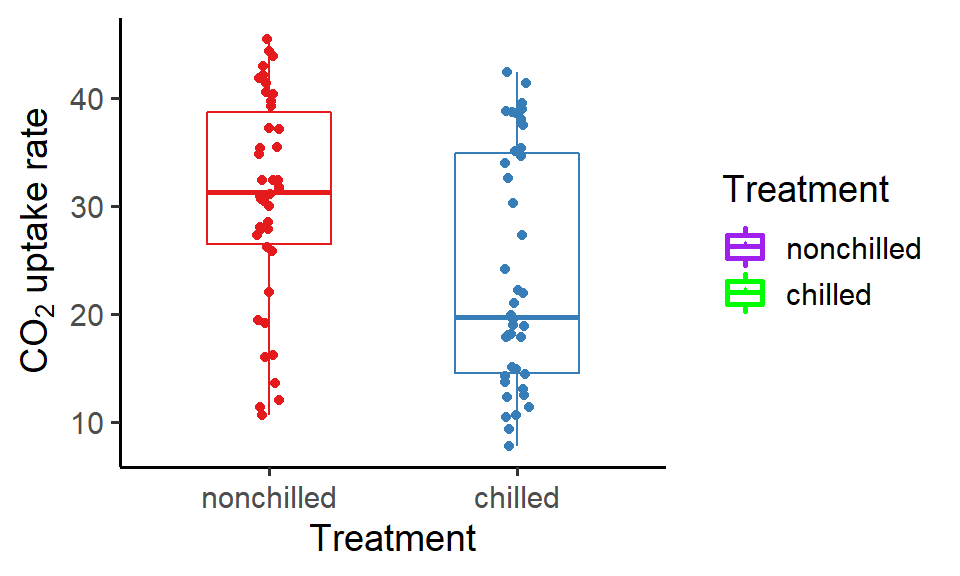 CO₂ uptake rate
40
30
20
10
nonchilled
chilled
Treatment
Treatment
nonchilled
chilled